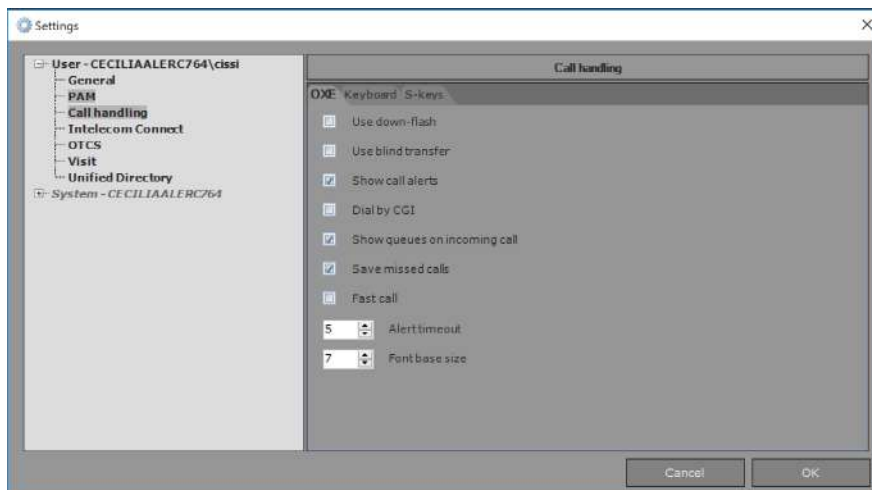 Settings
User - CECILIAALERC764\cissi
General
PAM
Call handling
Intelecom Connect
OTCS
Visit
Unified Directory
System - CECILIAALERC764
Call handling
OXE Keyboard S-keys
Use down-flash
Use blind transfer
Show call alerts
Dial by CGI
Show queues on incoming call
Save missed calls
Fast call
5 Alert timeout
7 Font base size
Cancel OK